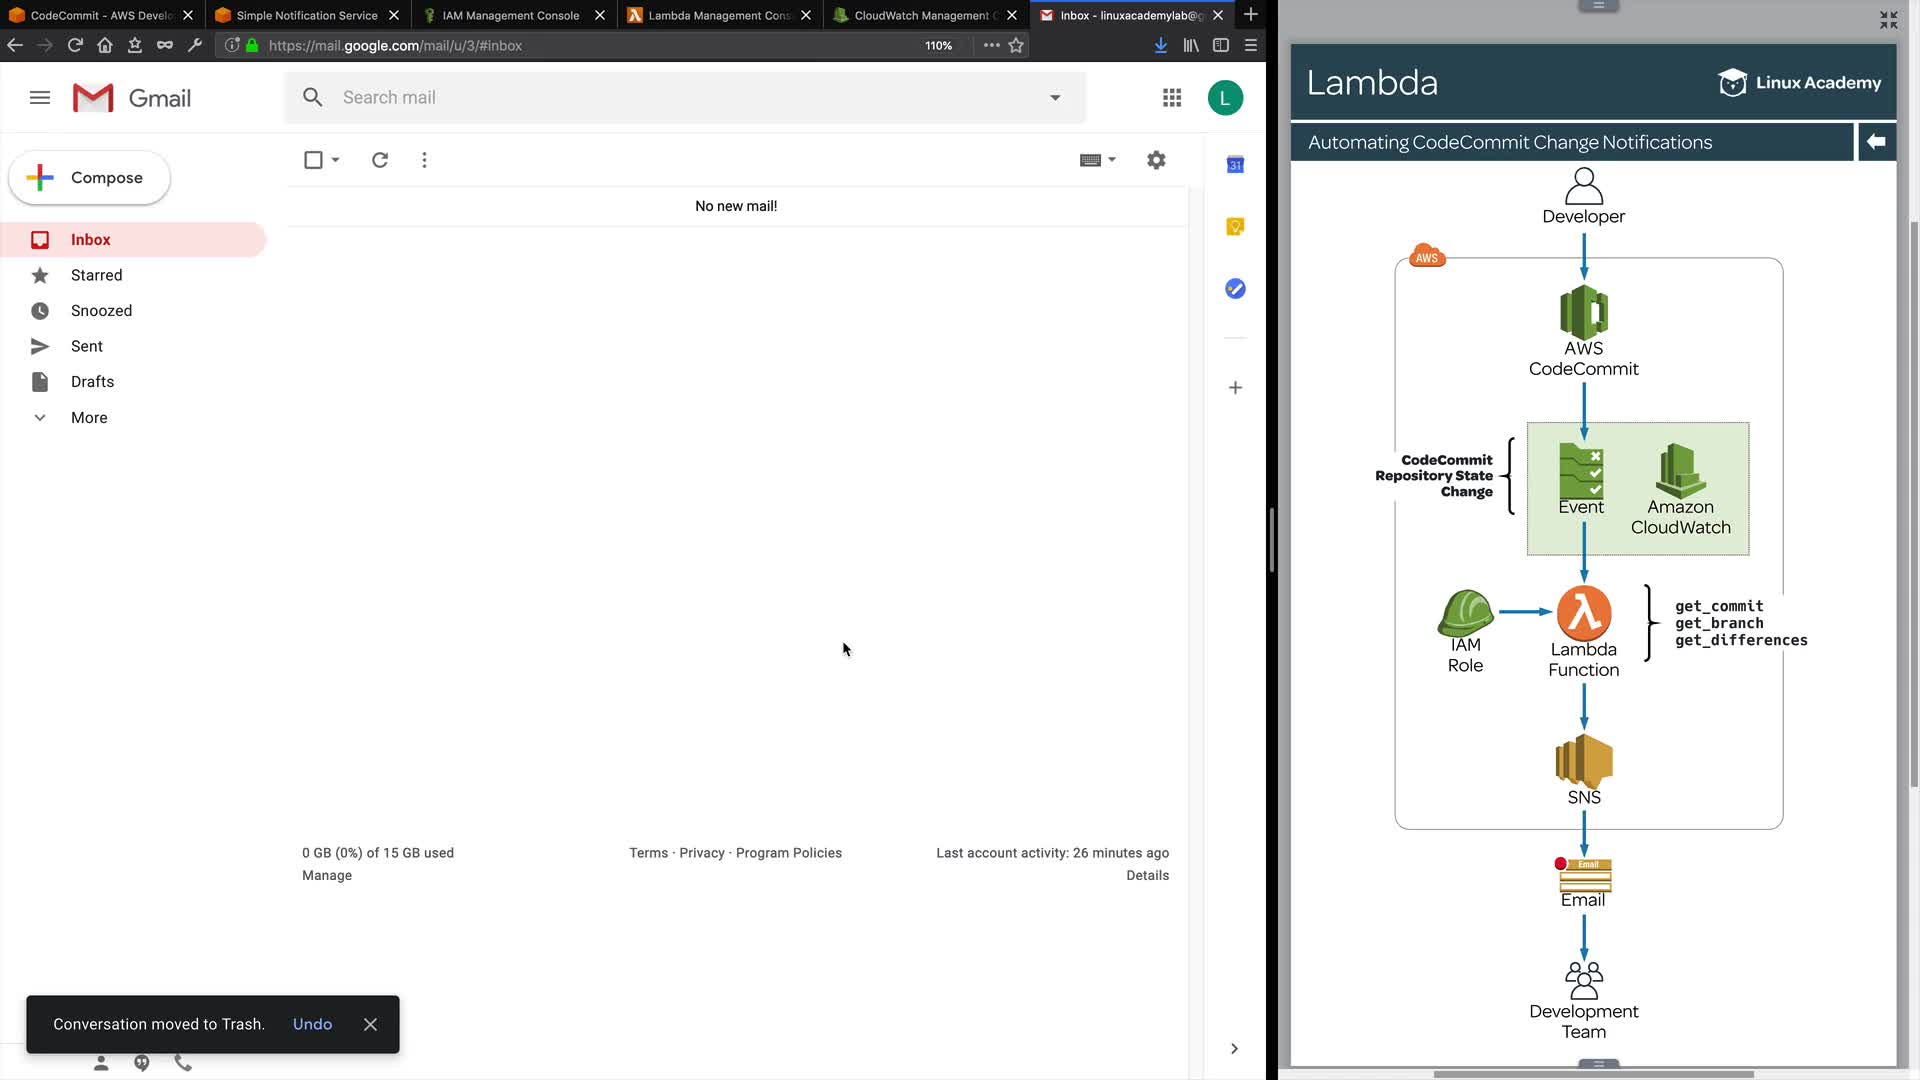 CodeCommit - AWS Develo
Simple Notification Service
IAM Management Console
Lambda Management Cons
CloudWatch Management C
Inbox - linuxacademylab@g
https://mail.google.com/mail/u/3/#inbox
110%
Gmail
Search mail
L
Compose
31
No new mail!
Inbox
Starred
Snoozed
Sent
Drafts
More
0 GB (0%) of 15 GB used
Manage
Terms · Privacy · Program Policies
Last account activity: 26 minutes ago
Details
Conversation moved to Trash.
Undo
Lambda
Linux Academy
Automating CodeCommit Change Notifications
Developer
AWS
AWS
CodeCommit
CodeCommit
Repository State
Change
Event
Amazon
CloudWatch
IAM
Role
Lambda
Function
get_commit
get_branch
get_differences
SNS
Email
Email
Development
Team